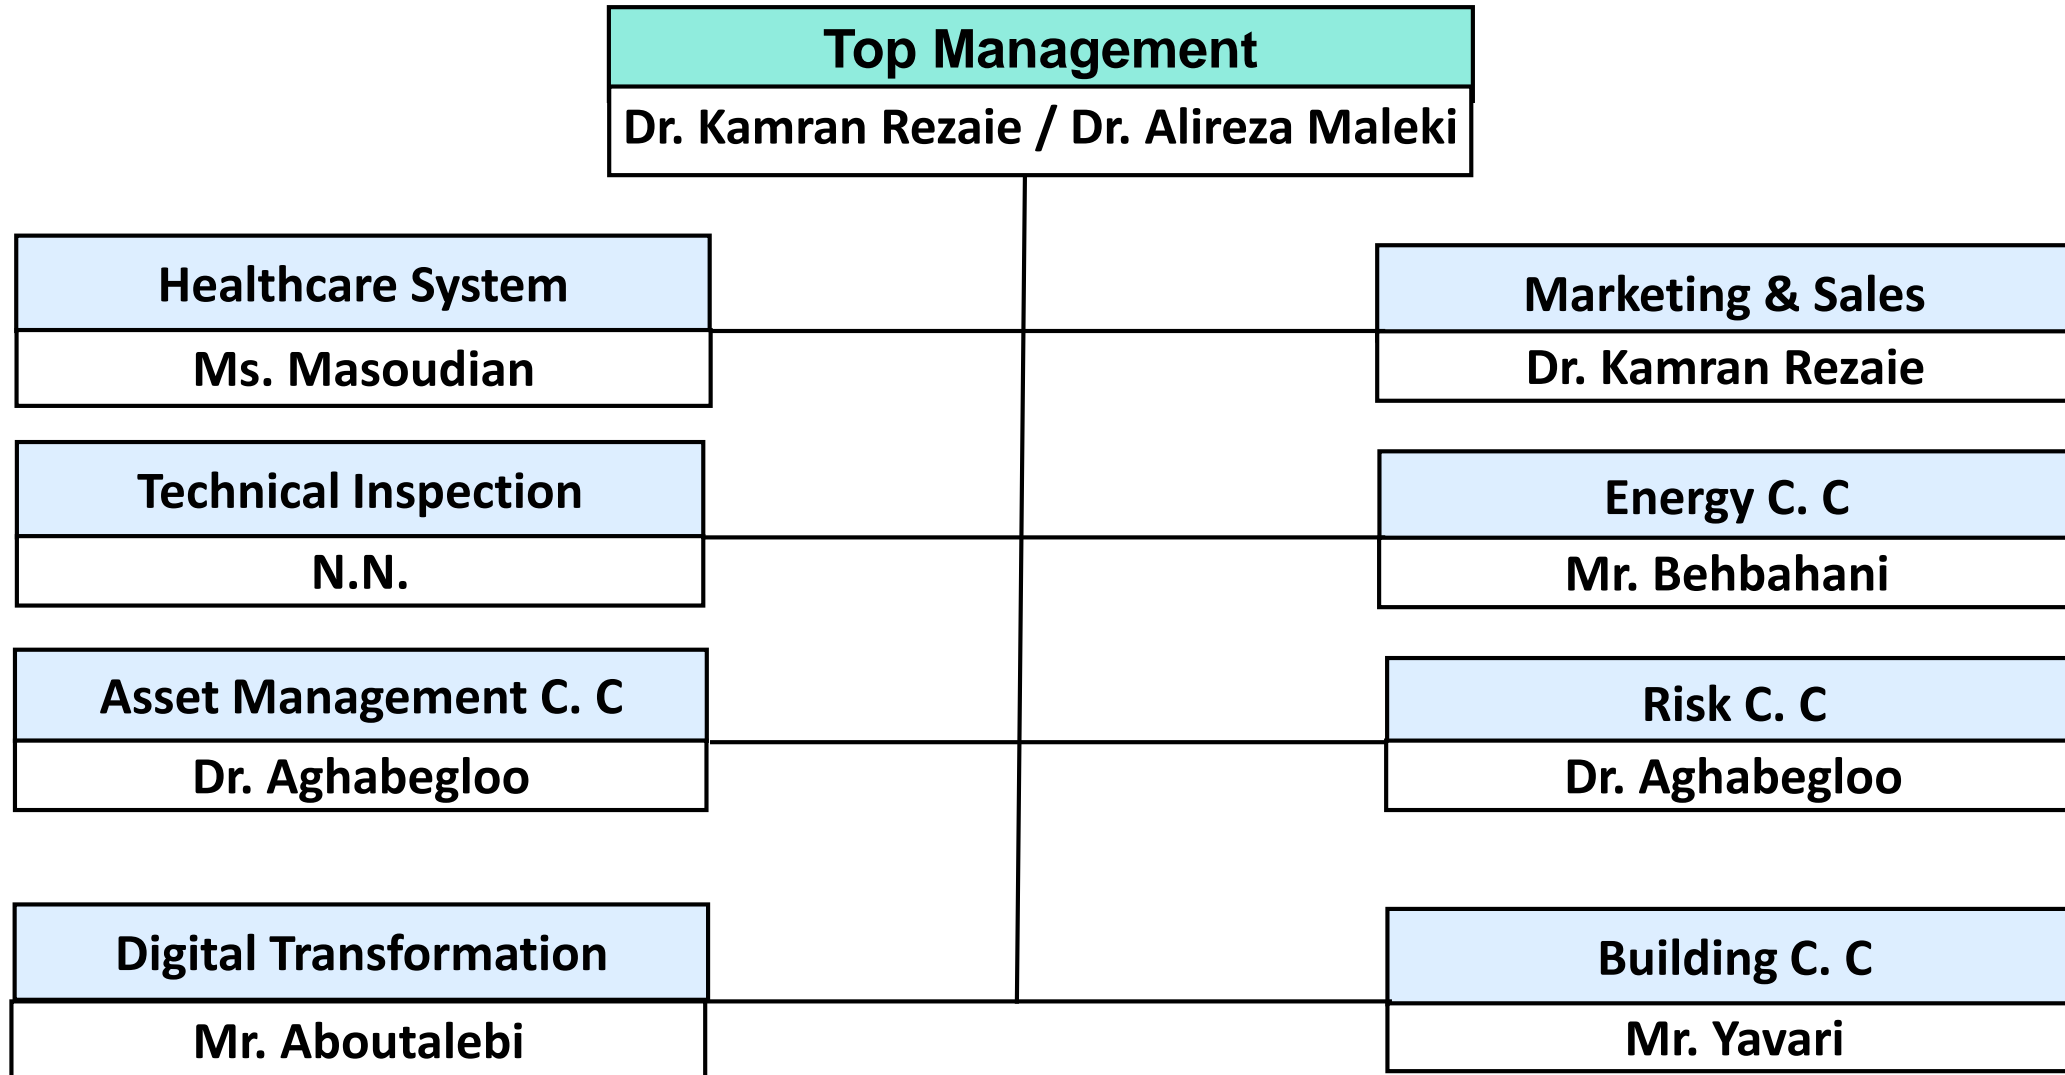 Top Management
Dr. Kamran Rezaie / Dr. Alireza Maleki
Healthcare System
Ms. Masoudian
Marketing & Sales
Dr. Kamran Rezaie
Technical Inspection
N.N.
Energy C. C
Mr. Behbahani
Asset Management C. C
Dr. Aghabegloo
Risk C. C
Dr. Aghabegloo
Digital Transformation
Mr. Aboutalebi
Building C. C
Mr. Yavari